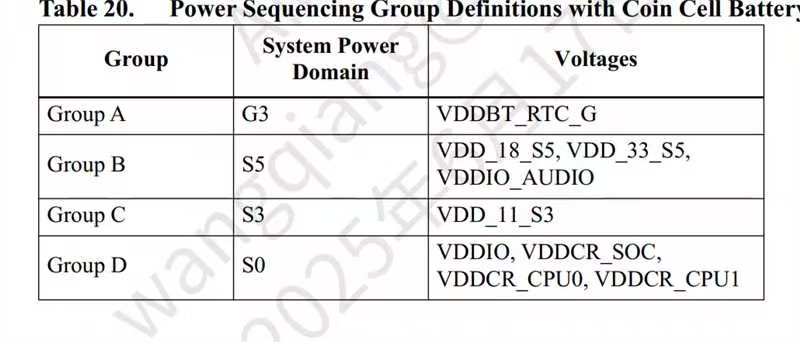 Table 20. Power Sequencing Group Definitions with Coin Cell Battery
Group
System Power
Domain
Voltages
Group A
G3
VDDBT_RTC_G
Group B
S5
VDD_18_S5, VDD_33_S5,
VDDIO_AUDIO
Group C
S3
VDD_11_S3
Group D
S0
VDDIO, VDDCR_SOC,
VDDCR_CPU0, VDDCR_CPU1
wangqiang@